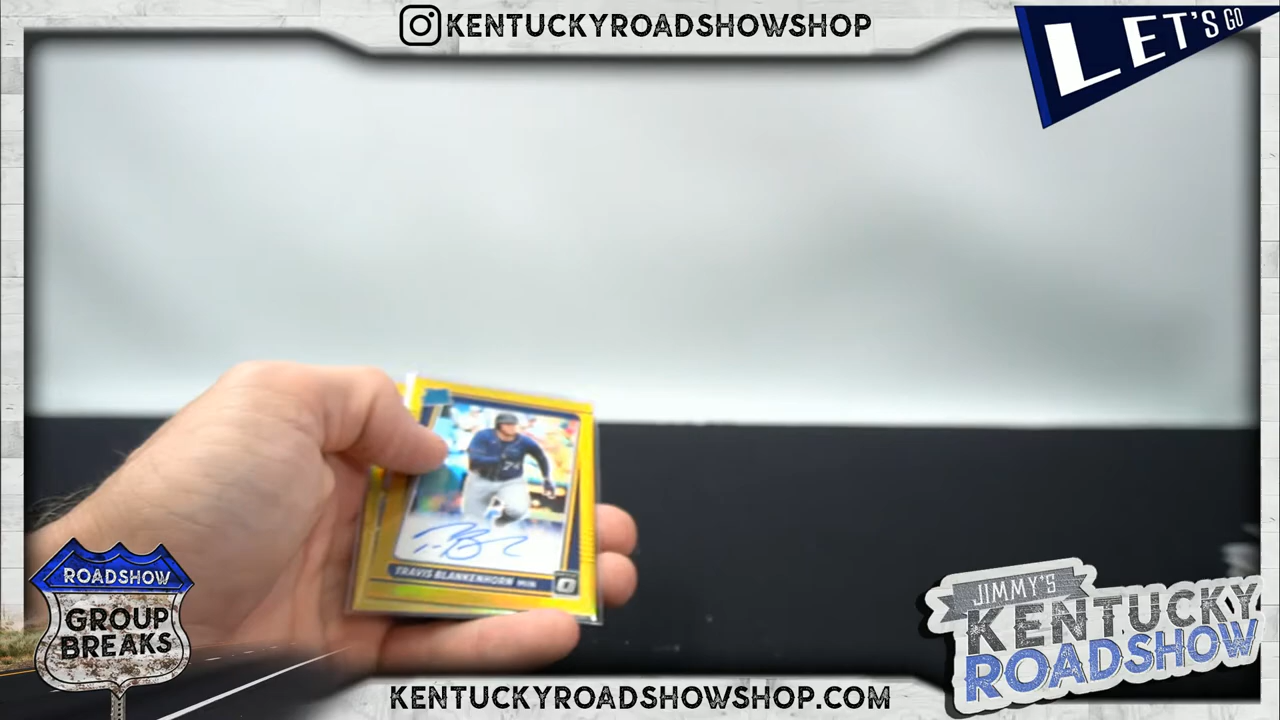 KENTUCKYROADSHOWSHOP
LET'S GO
TRAVIS BLANKENHORN MIN
ROADSHOW
GROUP
BREAKS
JIMMY'S
KENTUCKY
ROADSHOW
KENTUCKYROADSHOWSHOP.COM